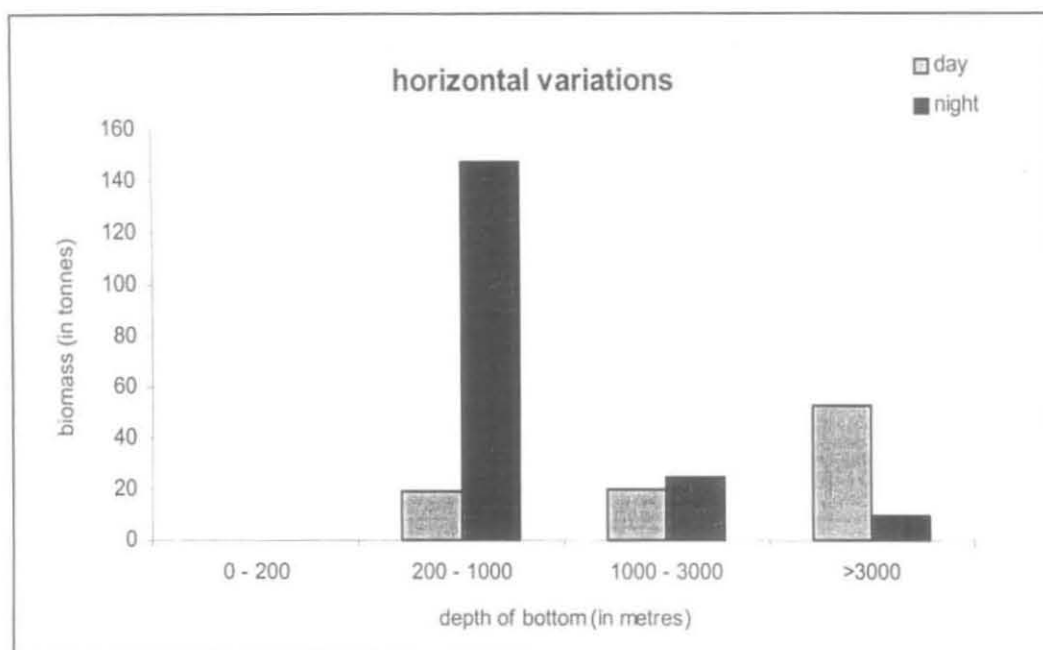 horizontal variations
day
night
biomass (in tonnes)
160
140
120
100
80
60
40
20
0
0 - 200
200 - 1000
1000 - 3000
>3000
depth of bottom (in metres)